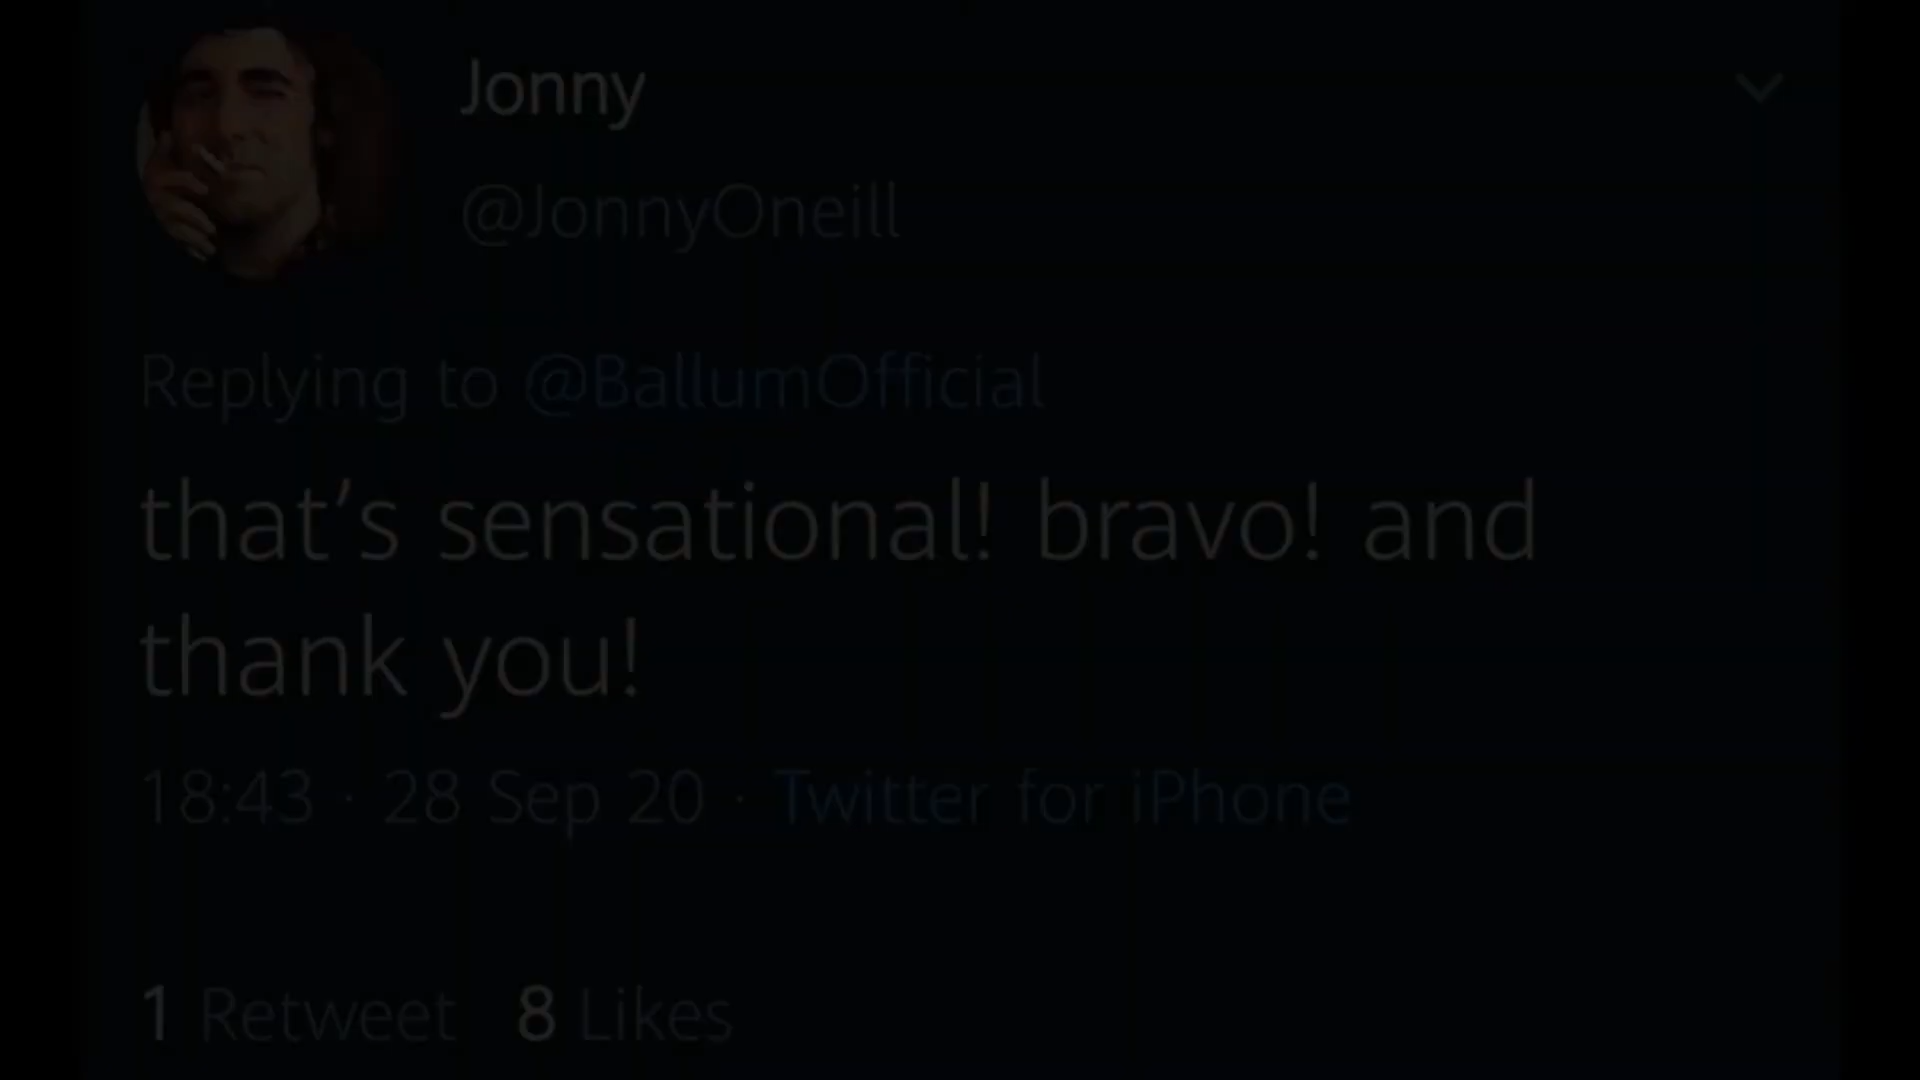 Jonny
@JonnyOneill
Replying to @BallumOfficial
that's sensational! bravo! and
thank you!
18:43 · 28 Sep 20 · Twitter for iPhone
1 Retweet 8 Likes